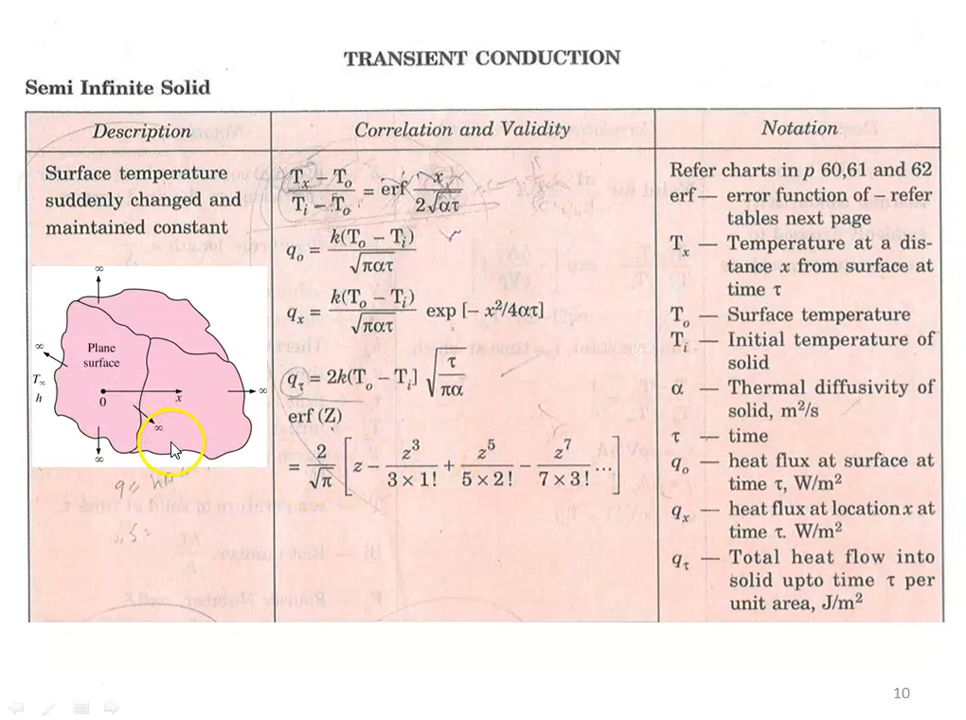 TRANSIENT CONDUCTION
Semi Infinite Solid
Description
Correlation and Validity
Notation
Surface temperature
suddenly changed and
maintained constant
∞
∞
Plane
surface
T∞
h
0
x
∞
∞
∞
q =
(Tₓ – Tₒ)/(Tᵢ – Tₒ) = erf x/(2√ατ)
qₒ = k(Tₒ – Tᵢ)/√πατ
qₓ = k(Tₒ – Tᵢ)/√πατ exp [– x²/4ατ]
q_τ = 2k(Tₒ – Tᵢ] √(τ/πα)
erf (Z)
= 2/√π [z – z³/(3 × 1!) + z⁵/(5 × 2!) – z⁷/(7 × 3!) ...]
Refer charts in p 60,61 and 62
erf — error function of – refer
tables next page
Tₓ — Temperature at a dis-
tance x from surface at
time τ
Tₒ — Surface temperature
Tᵢ — Initial temperature of
solid
α — Thermal diffusivity of
solid, m²/s
τ — time
qₒ — heat flux at surface at
time τ, W/m²
qₓ — heat flux at location x at
time τ. W/m²
q_τ — Total heat flow into
solid upto time τ per
unit area, J/m²
10